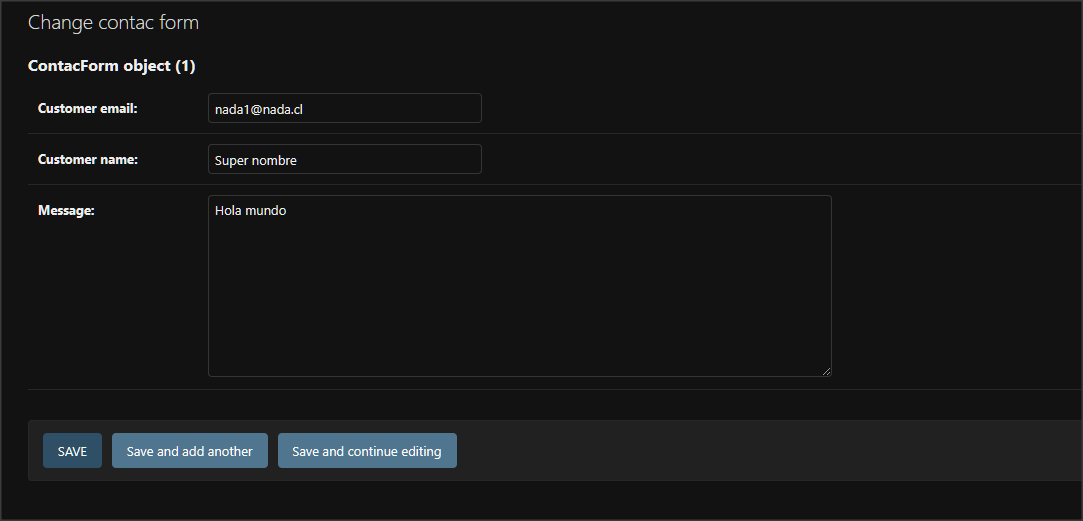 Change contac form
ContacForm object (1)
Customer email: nada1@nada.cl
Customer name: Super nombre
Message: Hola mundo
SAVE Save and add another Save and continue editing